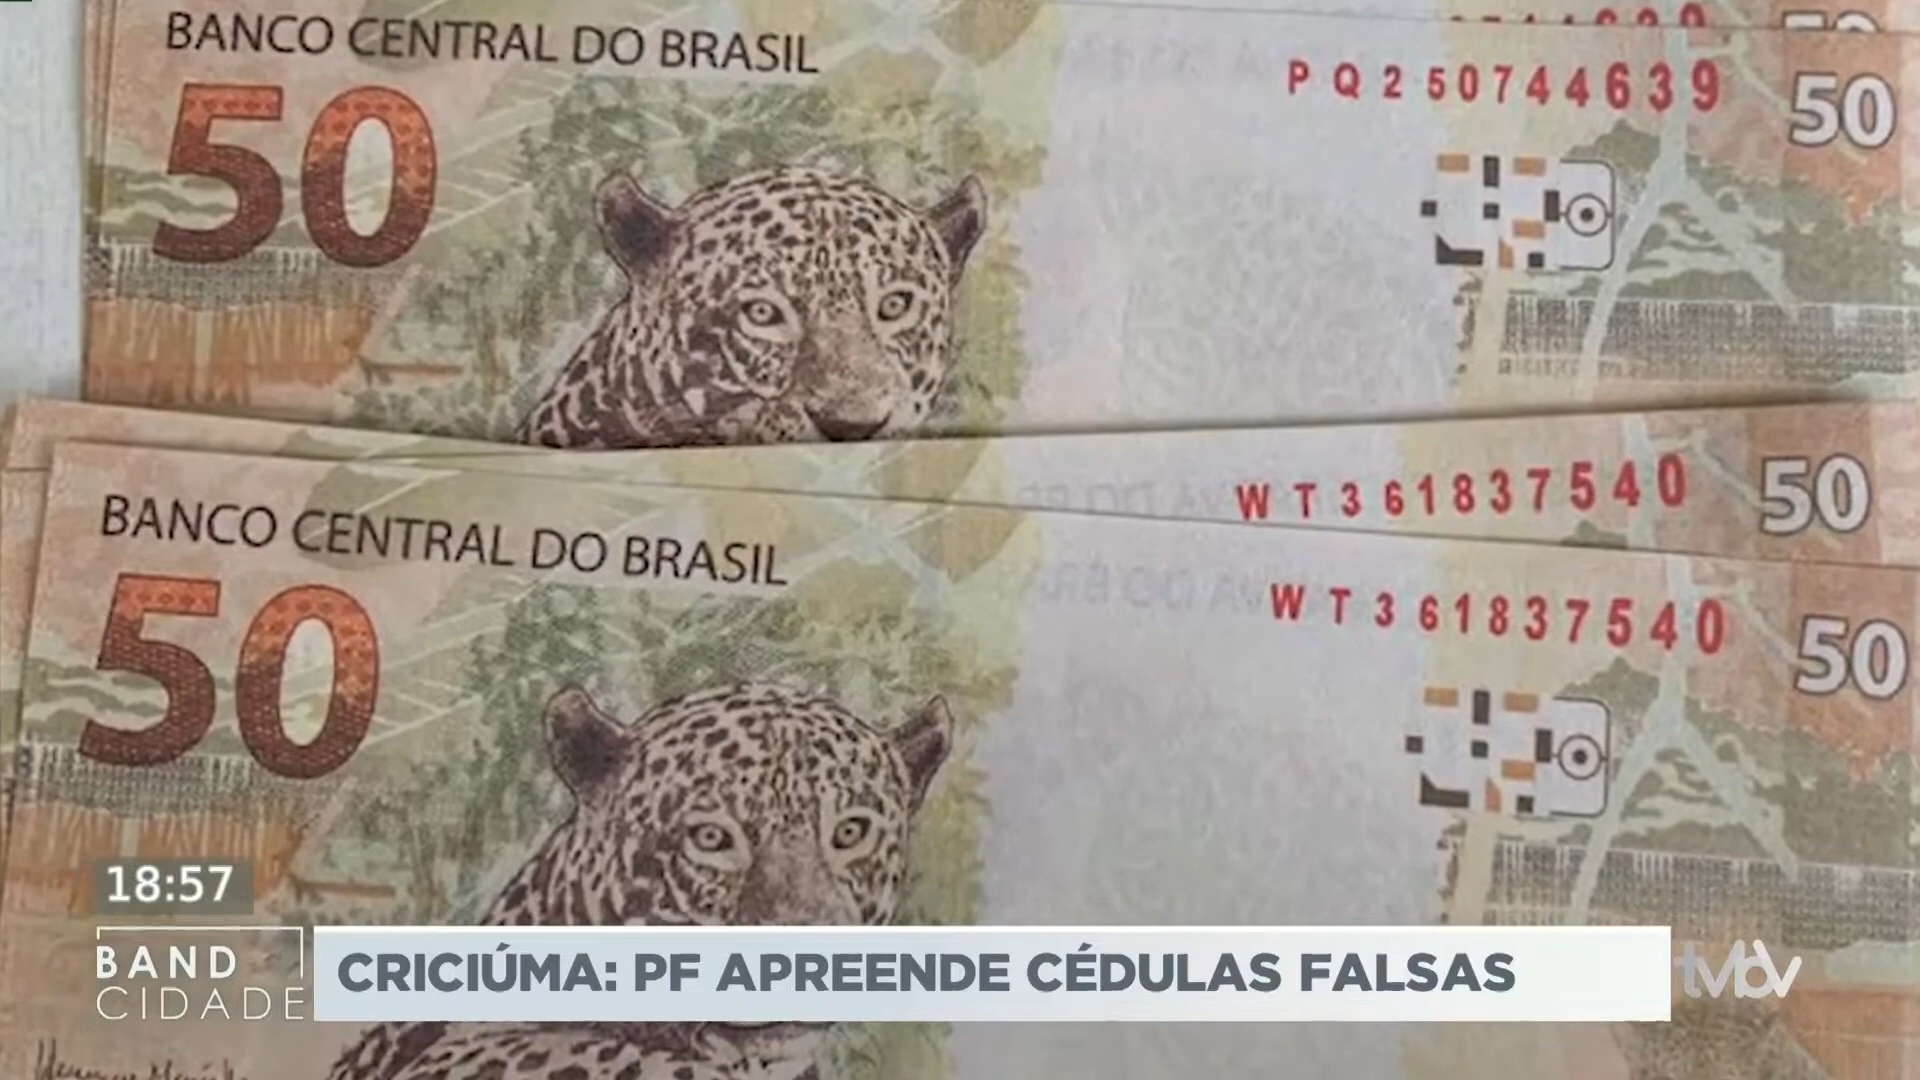 BANCO CENTRAL DO BRASIL
50
PQ250744639
50
WT361837540
50
BANCO CENTRAL DO BRASIL
50
WT361837540
50
18:57
BAND
CIDADE
CRICIÚMA: PF APREENDE CÉDULAS FALSAS
tvbv